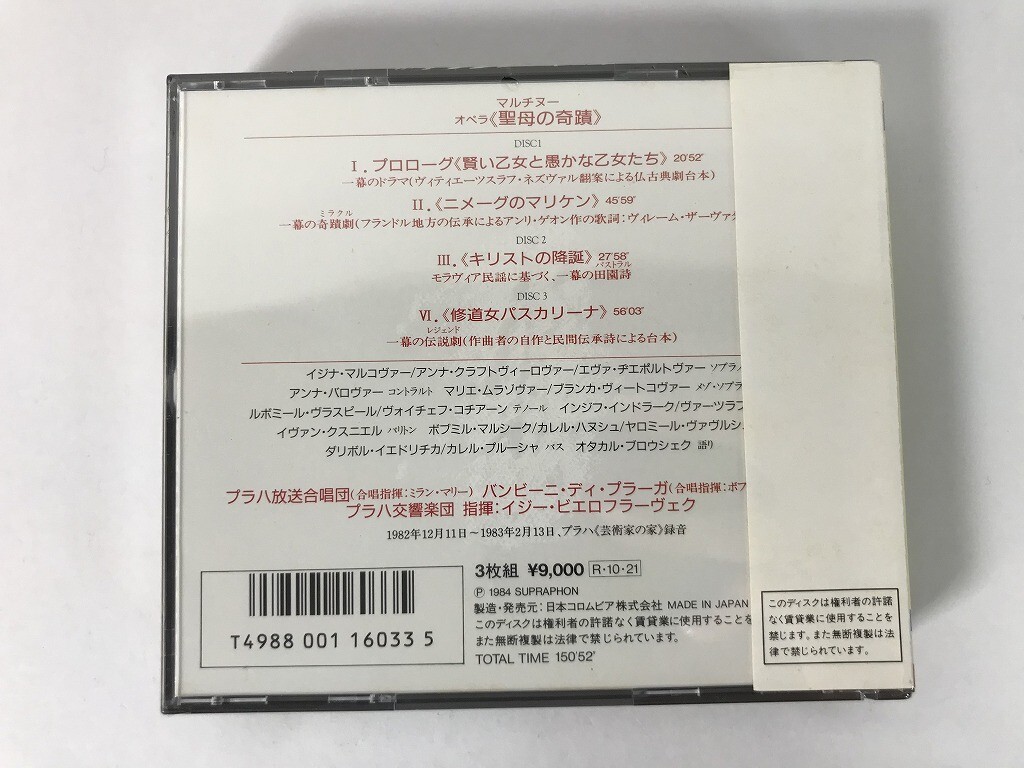 マルチヌー
オペラ《聖母の奇蹟》
DISC1
I.プロローグ《賢い乙女と愚かな乙女たち》20'52"
一幕のドラマ(ヴィティエーツスラフ・ネズヴァル翻案による仏古典劇台本)
II.《ニメーグのマリケン》45'59"
一幕の奇蹟劇(フランドル地方の伝承によるアンリ・ゲオン作の歌詞:ヴィレーム・ザーヴァ
ミラクル
DISC 2
III.《キリストの降誕》27'58"
モラヴィア民謡に基づく、一幕の田園詩
パストラル
DISC 3
VI.《修道女パスカリーナ》56'03"
一幕の伝説劇(作曲者の自作と民間伝承詩による台本)
レジェンド
イジナ・マルコヴァー/アンナ・クラフトヴィーロヴァー/エヴァ・ヂエポルトヴァー ソプラノ
アンナ・バロヴァー コントラルト マリエ・ムラゾヴァー/ブランカ・ヴィートコヴァー メゾ・ソプラ
ルボミール・ヴラスビール/ヴォイチェフ・コチアーン テノール インジフ・インドラーク/ヴァーツラフ
イヴァン・クスニエル バリトン ボブミル・マルシーク/カレル・ハヌシュ/ヤロミール・ヴァヴルシ
ダリボル・イエドリチカ/カレル・プルーシャ バス オタカル・ブロウシェク 語り
プラハ放送合唱団(合唱指揮:ミラン・マリー) バンビーニ・ディ・プラーガ(合唱指揮:ボフ
プラハ交響楽団 指揮:イジー・ビエロフラーヴェク
1982年12月11日~1983年2月13日、プラハ《芸術家の家》録音
3枚組 ¥9,000 R・10・21
Ⓟ 1984 SUPRAPHON
製造・発売元:日本コロムビア株式会社 MADE IN JAPAN
このディスクは権利者の許諾なく賃貸業に使用することを
また無断複製は法律で禁じられています。
TOTAL TIME 150'52"
T4988 001 16033 5
このディスクは権利者の許諾
なく賃貸業に使用することを
禁じます。また無断複製は法
律で禁じられています。